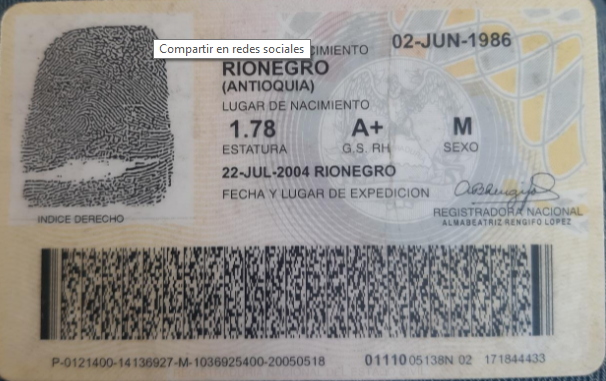 Compartir en redes sociales
CIMIENTO 02-JUN-1986
RIONEGRO
(ANTIOQUIA)
LUGAR DE NACIMIENTO
1.78 A+ M
ESTATURA G.S. RH SEXO
22-JUL-2004 RIONEGRO
FECHA Y LUGAR DE EXPEDICION
REGISTRADORA NACIONAL
ALMABEATRIZ RENGIFO LOPEZ
INDICE DERECHO
P-0121400-14136927-M-1036925400-20050518 0111005138N 02 171844433